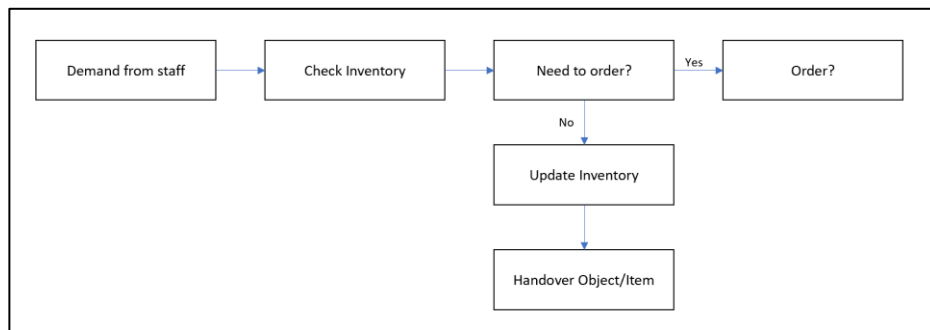 Demand from staff
Check Inventory
Need to order?
Yes
Order?
No
Update Inventory
Handover Object/Item